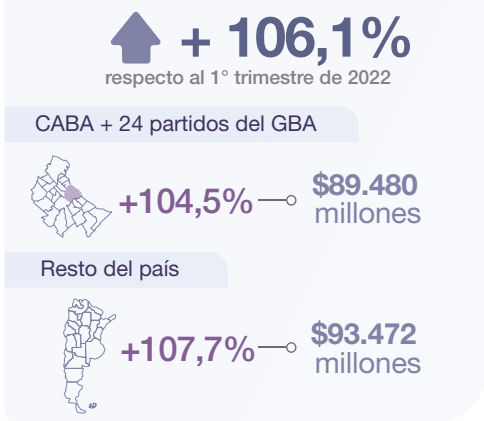 + 106,1%
respecto al 1° trimestre de 2022
CABA + 24 partidos del GBA
+104,5%
$89.480
millones
Resto del país
+107,7%
$93.472
millones